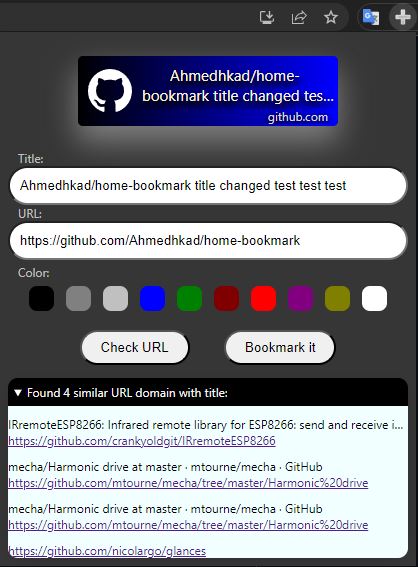 Ahmedhkad/home-
bookmark title changed tes...
github.com
Title:
Ahmedhkad/home-bookmark title changed test test test
URL:
https://github.com/Ahmedhkad/home-bookmark
Color:
Check URL
Bookmark it
▼ Found 4 similar URL domain with title:
IRremoteESP8266: Infrared remote library for ESP8266: send and receive i...
https://github.com/crankyoldgit/IRremoteESP8266
mecha/Harmonic drive at master · mtourne/mecha · GitHub
https://github.com/mtourne/mecha/tree/master/Harmonic%20drive
mecha/Harmonic drive at master · mtourne/mecha · GitHub
https://github.com/mtourne/mecha/tree/master/Harmonic%20drive
https://github.com/nicolargo/glances